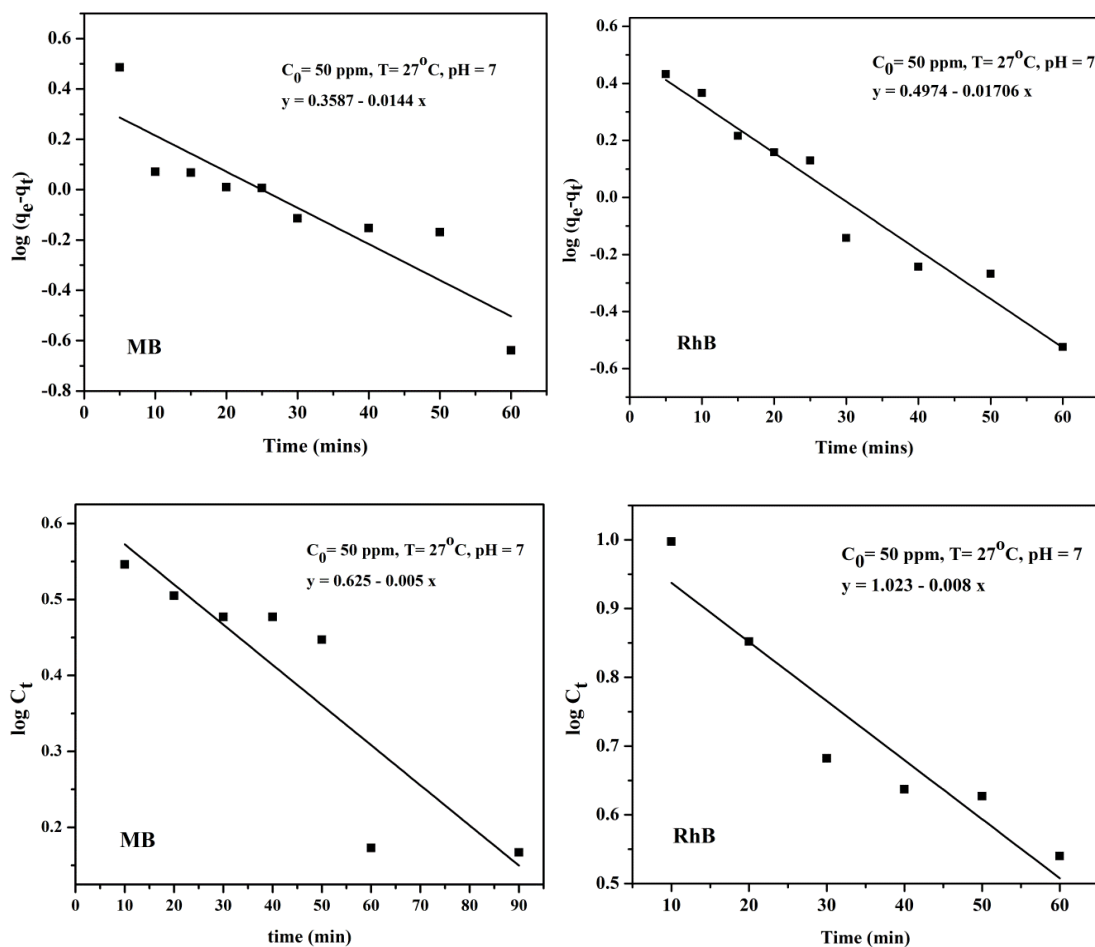 0.6
0.4
0.2
0.0
-0.2
-0.4
-0.6
-0.8
log (qe-qt)
C0= 50 ppm, T= 27oC, pH = 7
y = 0.3587 - 0.0144 x
MB
0 10 20 30 40 50 60
Time (mins)
0.6
0.4
0.2
0.0
-0.2
-0.4
-0.6
log (qe-qt)
C0= 50 ppm, T= 27oC, pH = 7
y = 0.4974 - 0.01706 x
RhB
0 10 20 30 40 50 60
Time (mins)
0.6
0.5
0.4
0.3
0.2
log Ct
C0= 50 ppm, T= 27oC, pH = 7
y = 0.625 - 0.005 x
MB
10 20 30 40 50 60 70 80 90
time (min)
1.0
0.9
0.8
0.7
0.6
0.5
log Ct
C0= 50 ppm, T= 27oC, pH = 7
y = 1.023 - 0.008 x
RhB
10 20 30 40 50 60
Time (min)